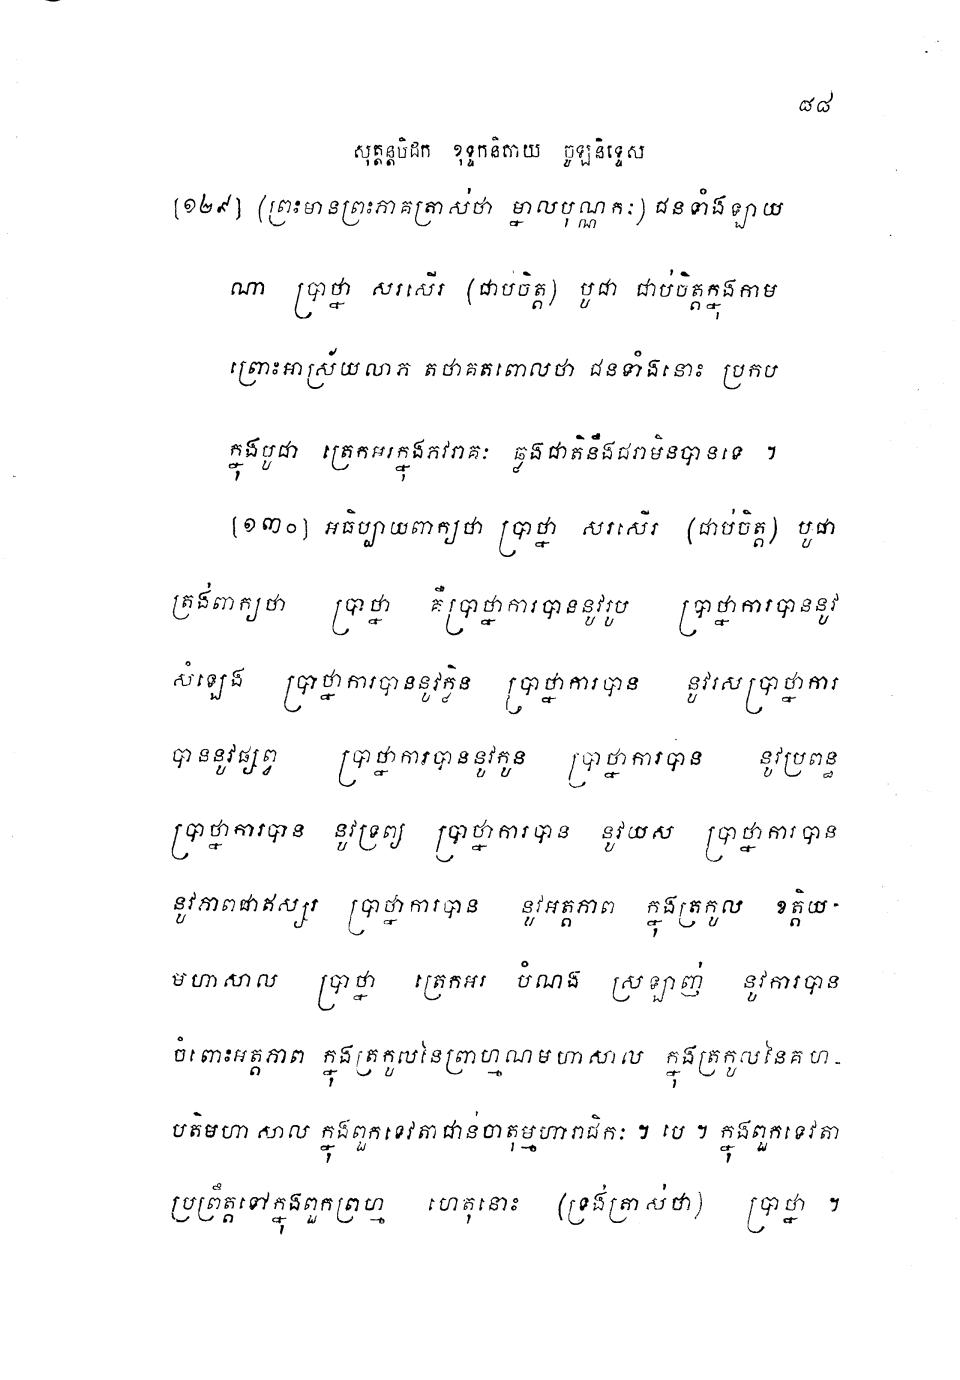 ៨៨
សុត្តន្តបិដក ខុទ្ទកនិកាយ ចូឡនិទ្ទេស
[១២៩] (ព្រះមានព្រះភាគត្រាស់ថា ម្នាលបុណ្ណកៈ) ជនទាំងឡាយ
ណា ប្រាថ្នា សរសើរ (ជាប់ចិត្ត) បូជា ជាប់ចិត្តក្នុងកាម
ព្រោះអាស្រ័យលាភ តថាគតពោលថា ជនទាំងនោះ ប្រកប
ក្នុងបូជា ត្រេកអរក្នុងភវរាគៈ ឆ្លងជាតិនឹងជរាមិនបានទេ ។
[១៣០] អធិប្បាយពាក្យថា ប្រាថ្នា សរសើរ (ជាប់ចិត្ត) បូជា
ត្រង់ពាក្យថា ប្រាថ្នា គឺប្រាថ្នាការបាននូវរូប ប្រាថ្នាការបាននូវ
សំឡេង ប្រាថ្នាការបាននូវក្លិន ប្រាថ្នាការបាន នូវរសប្រាថ្នាការ
បាននូវផ្សព្វ ប្រាថ្នាការបាននូវកូន ប្រាថ្នាការបាន នូវប្រពន្ធ
ប្រាថ្នាការបាន នូវទ្រព្យ ប្រាថ្នាការបាន នូវយស ប្រាថ្នាការបាន
នូវភាពជាឥស្សរ ប្រាថ្នាការបាន នូវអត្តភាព ក្នុងត្រកូល ខត្តិយ-
មហាសាល ប្រាថ្នា ត្រេកអរ បំណង ស្រឡាញ់ នូវការបាន
ចំពោះអត្តភាព ក្នុងត្រកូលនៃព្រាហ្មណមហាសាល ក្នុងត្រកូលនៃគហ-
បតិមហាសាល ក្នុងពួកទេវតាជាន់ចាតុម្មហារាជិកៈ ។ បេ ។ ក្នុងពួកទេវតា
ប្រព្រឹត្តទៅក្នុងពួកព្រហ្ម ហេតុនោះ (ទ្រង់ត្រាស់ថា) ប្រាថ្នា ។